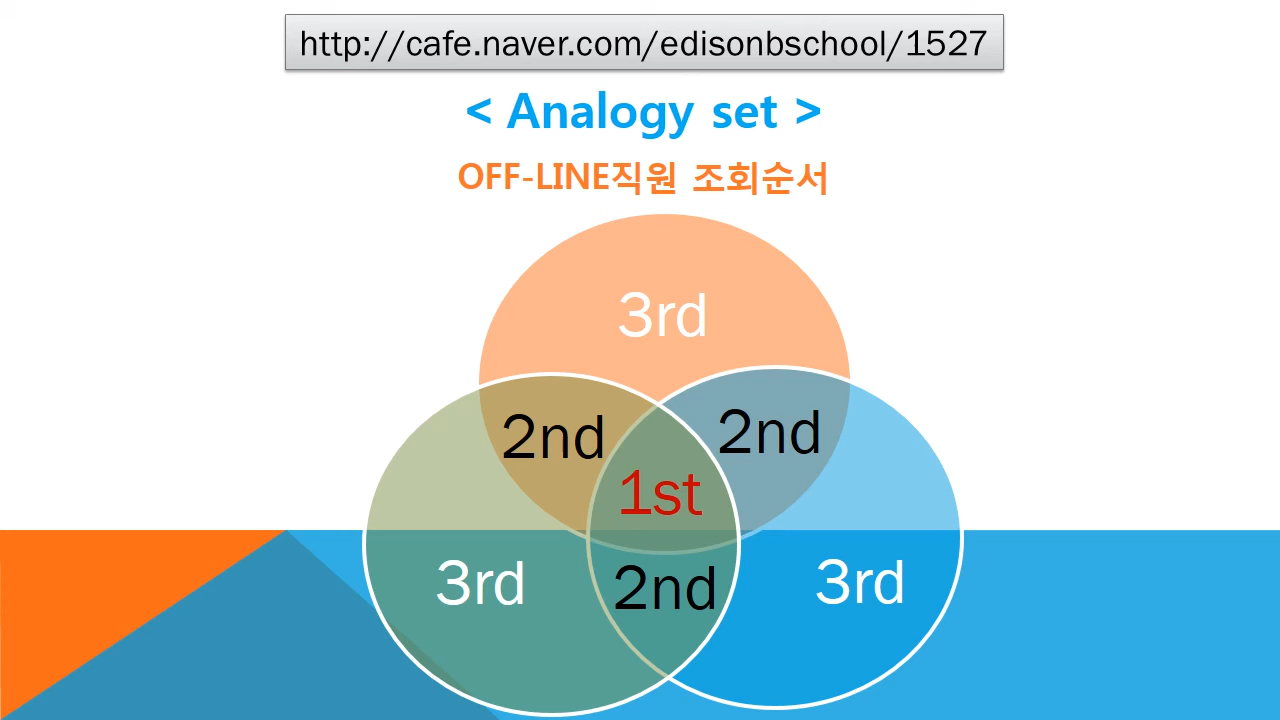 http://cafe.naver.com/edisonbschool/1527
< Analogy set >
OFF-LINE직원 조회순서
3rd
2nd
2nd
1st
3rd
2nd
3rd